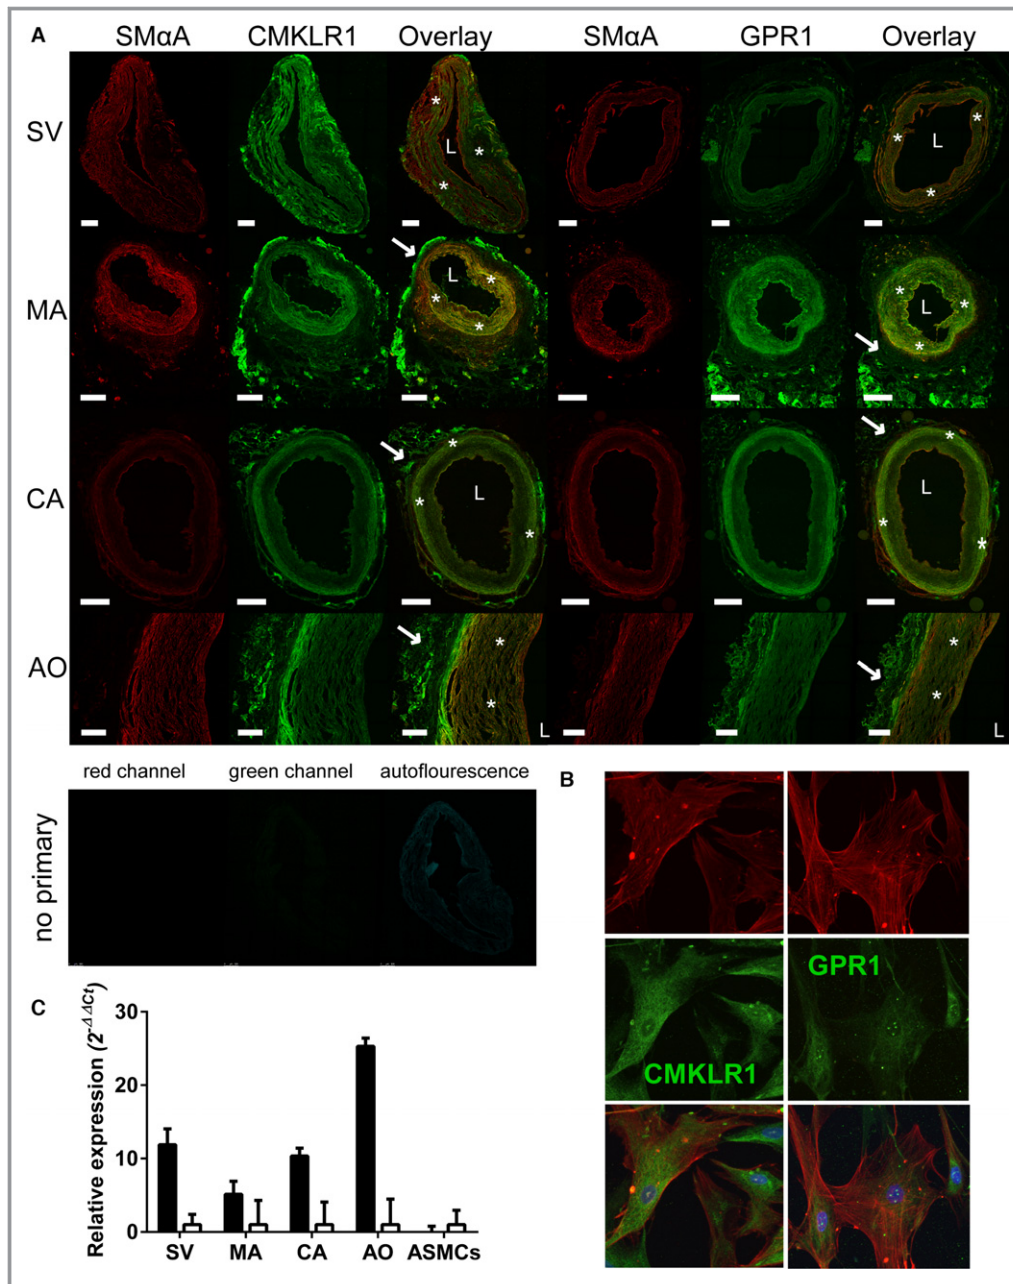 A
SMαA CMKLR1 Overlay SMαA GPR1 Overlay
SV
L
*
*
*
L
*
*
*
MA
L
*
*
*
L
*
*
*
CA
L
*
*
*
L
*
*
*
AO
*
*
L
*
*
L
red channel green channel autoflourescence
no primary
B
GPR1
CMKLR1
C
Relative expression (2^-ΔΔCt)
30
20
10
0
SV MA CA AO ASMCs